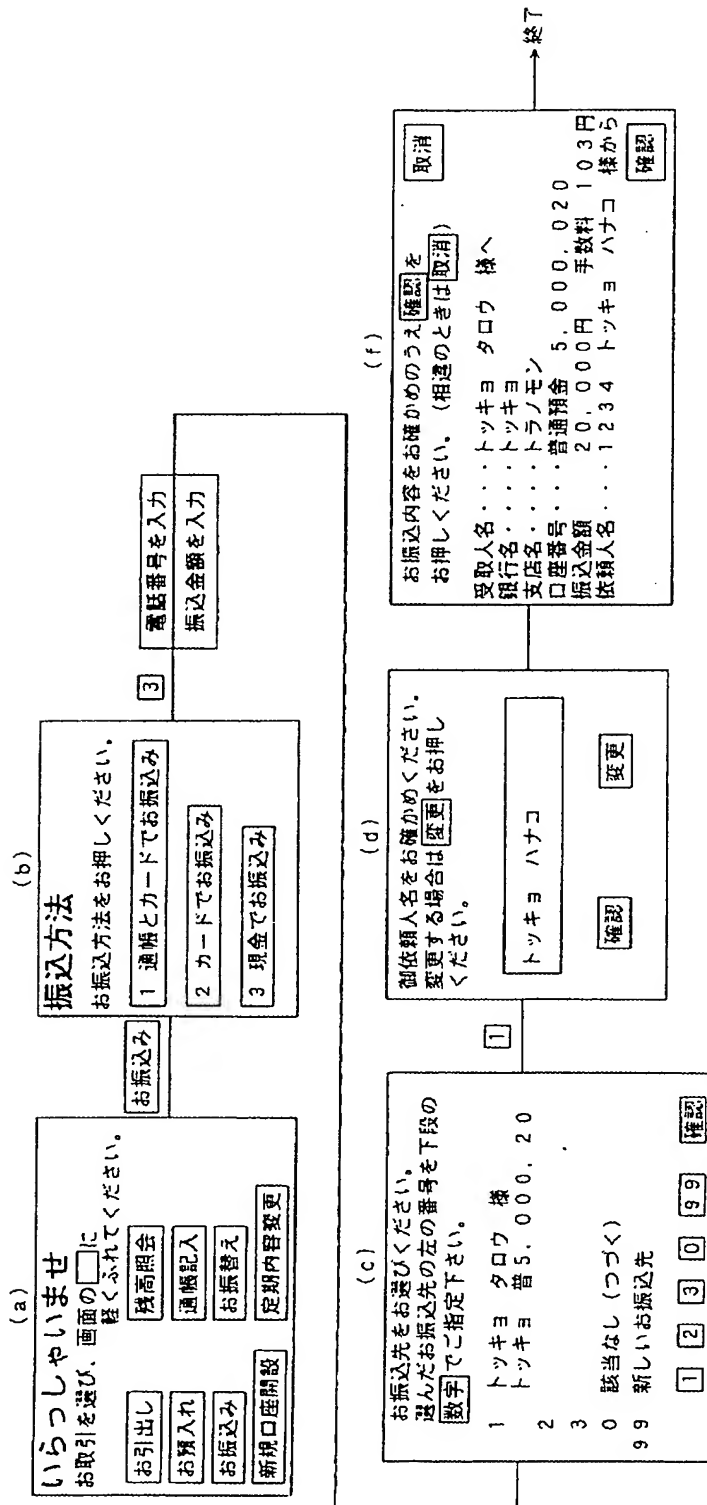 (a)
いらっしゃいませ
お取引を選び、画面の□に
軽くふれてください。
お引出し 残高照会
お預入れ 通帳記入
お振込み お振替え
新規口座開設 定期内容変更
お振込み
(b)
振込方法
お振込方法をお押しください。
1 通帳とカードでお振込み
2 カードでお振込み
3 現金でお振込み
3
電話番号を入力
振込金額を入力
(c)
お振込先をお選びください。
選んだお振込先の左の番号を下段の
数字でご指定下さい。
1 トッキョ タロウ 様
トッキョ 普5.000.20
2
3
0 該当なし (つづく)
99 新しいお振込先
1 2 3 0 99 確認
1
(d)
御依頼人名をお確かめください。
変更する場合は変更をお押し
ください。
トッキョ ハナコ
確認 変更
(f)
お振込内容をお確かめのうえ確認を
お押しください。(相違のときは取消)
取消
受取人名・・・トッキョ タロウ 様へ
銀行名・・・・トッキョ
支店名・・・・・トラノモン
口座番号・・・普通預金 5,000,020
振込金額 20,000円 手数料 103円
依頼人名・・・1234 トッキョ ハナコ 様から
確認
終了